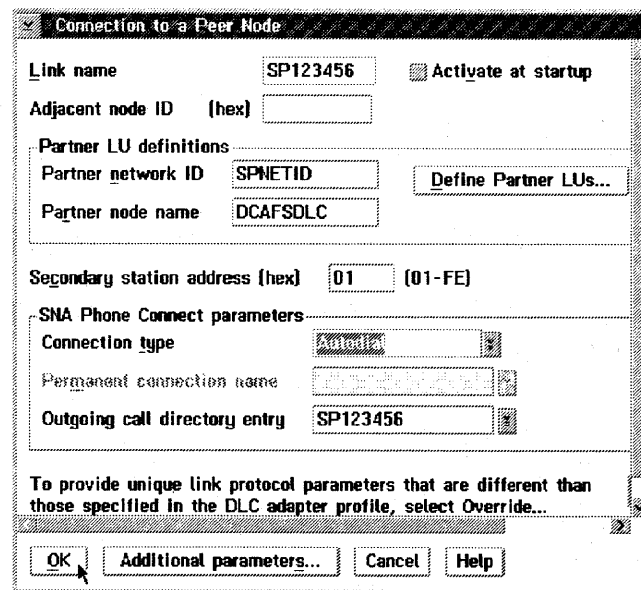 Connection to a Peer Node
Link name SP123456 Activate at startup
Adjacent node ID (hex)
Partner LU definitions
Partner network ID SPNETID Define Partner LUs...
Partner node name DCAFSDLC
Secondary station address (hex) 01 (01-FE)
SNA Phone Connect parameters
Connection type Autodial
Permanent connection name
Outgoing call directory entry SP123456
To provide unique link protocol parameters that are different than
those specified in the DLC adapter profile, select Override...
OK Additional parameters... Cancel Help